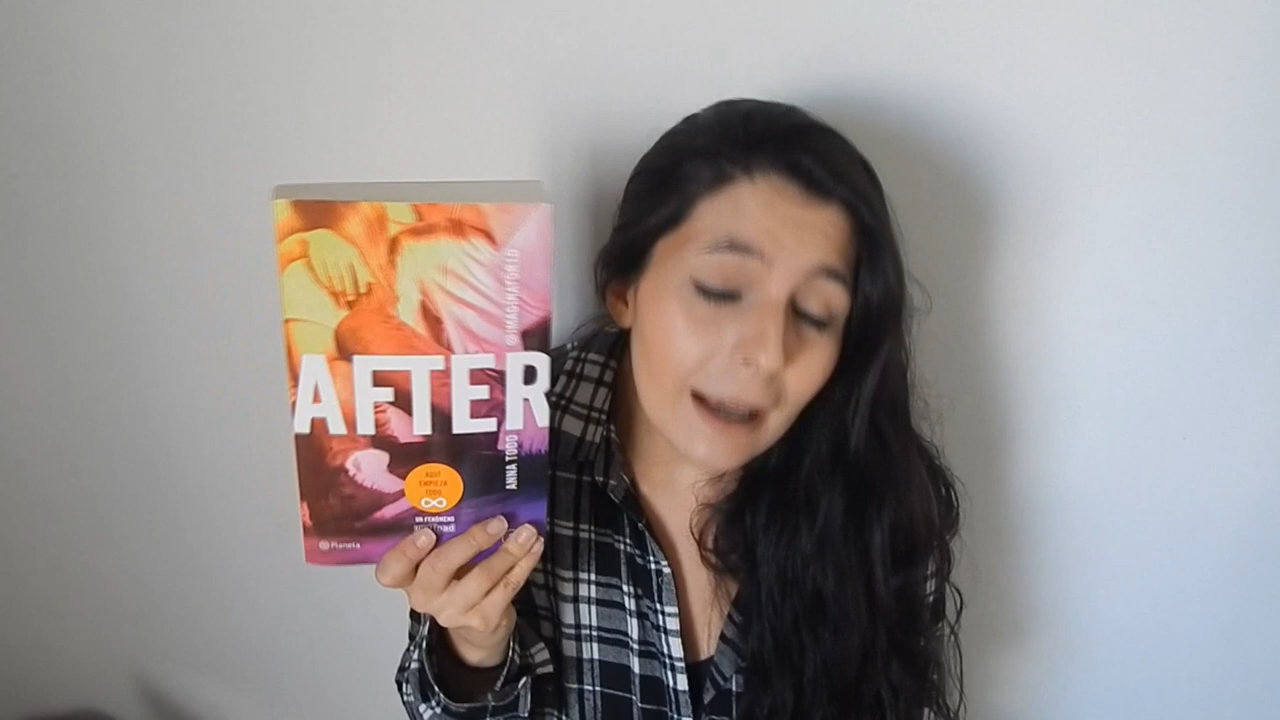 AFTER
ANNA TODD @IMAGINATOR1D
AQUÍ
EMPIEZA
TODO
UN FENÓMENO
Planeta